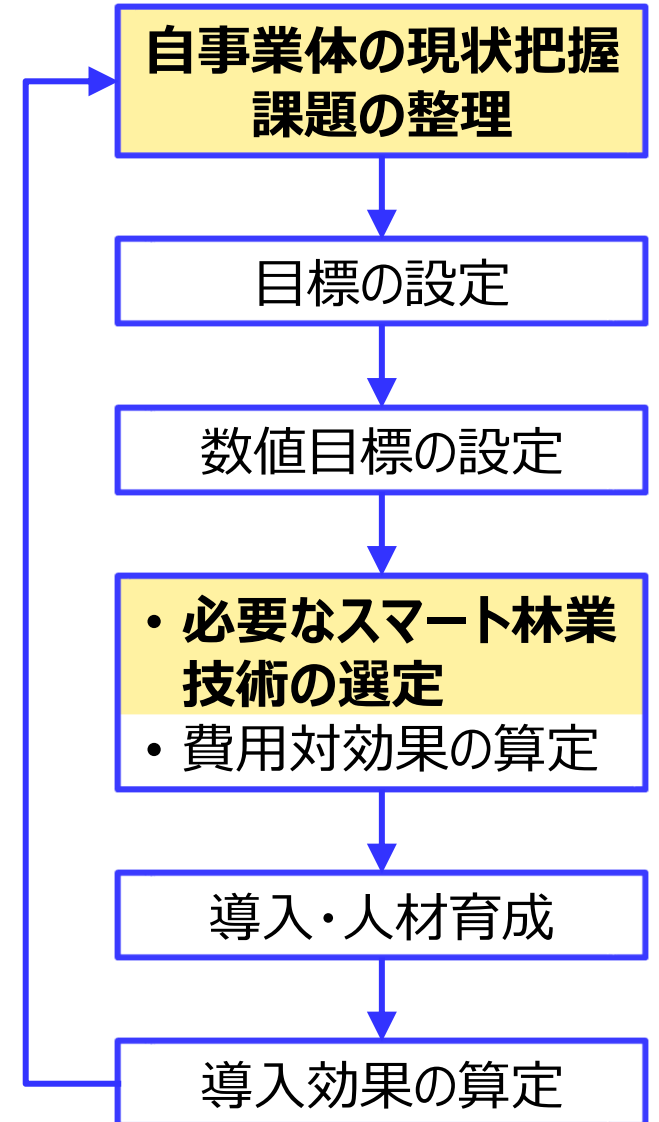 自事業体の現状把握
課題の整理
目標の設定
数値目標の設定
・必要なスマート林業
技術の選定
・費用対効果の算定
導入・人材育成
導入効果の算定